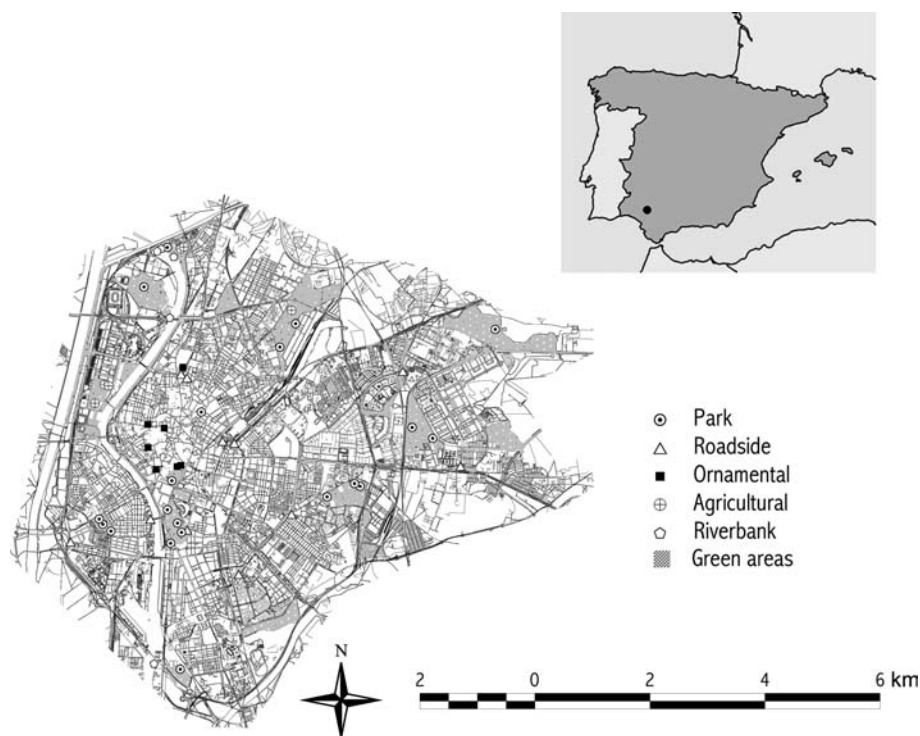 Park
Roadside
Ornamental
Agricultural
Riverbank
Green areas
N
2 0 2 4 6 km